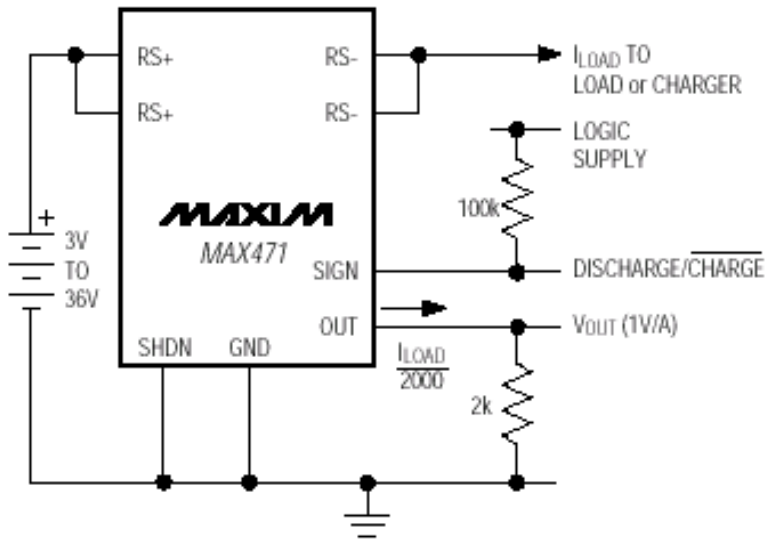 RS+ RS- I_LOAD TO
LOAD or CHARGER
RS+ RS-
LOGIC
SUPPLY
100k
MAXIM
MAX471
+
3V
TO
36V
SIGN DISCHARGE/CHARGE
OUT VOUT (1V/A)
SHDN GND
ILOAD
2000
2k